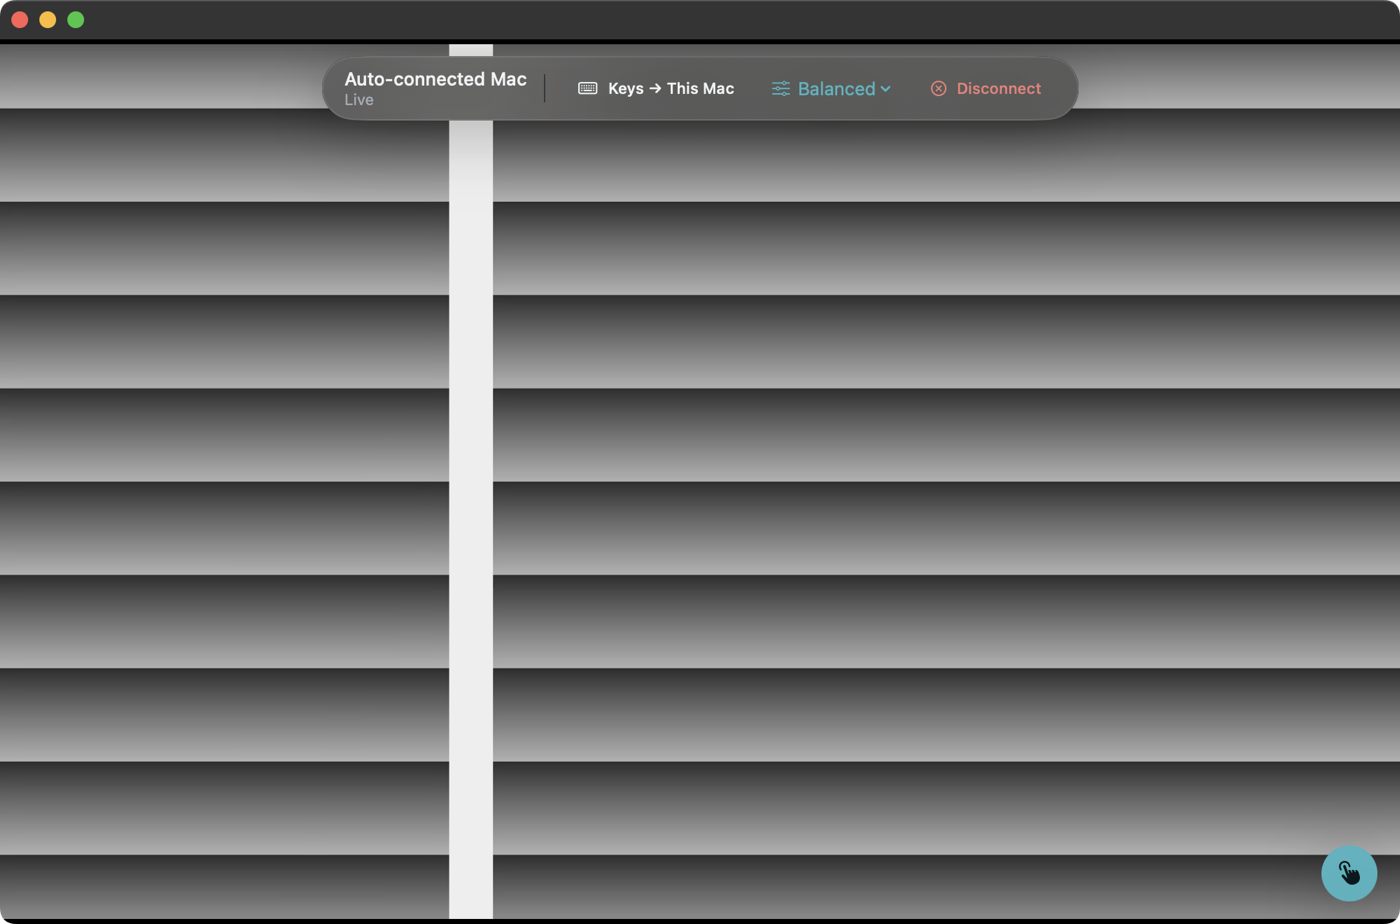 Auto-connected Mac
Live
Keys → This Mac
Balanced
Disconnect